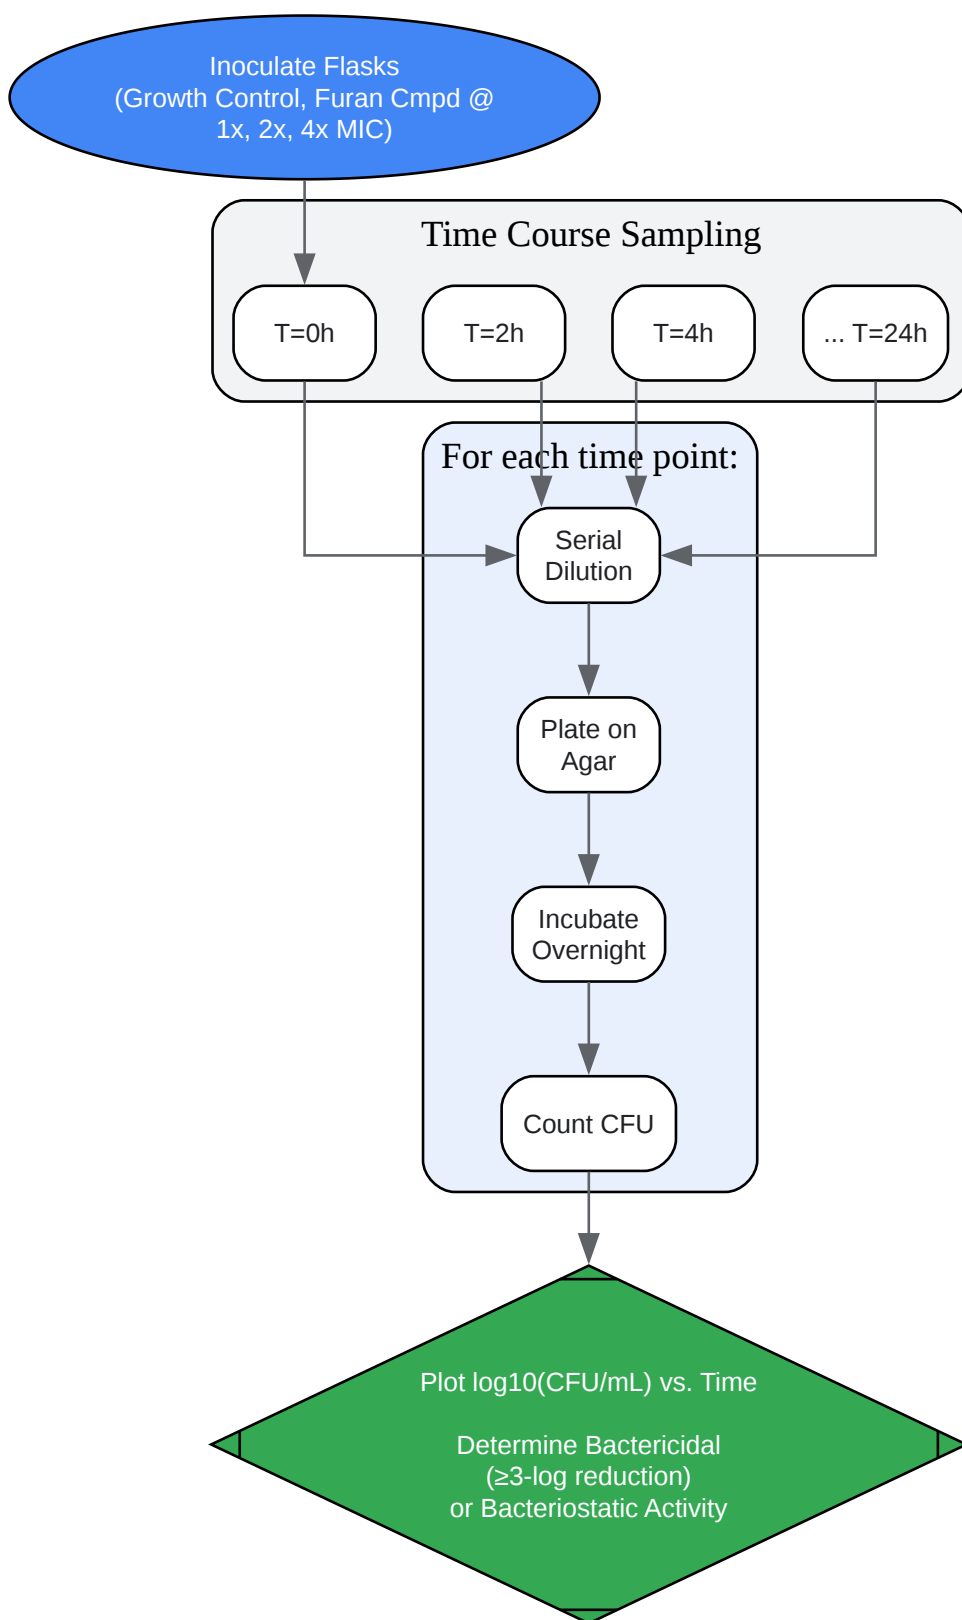 Inoculate Flasks
(Growth Control, Furan Cmpd @
1x, 2x, 4x MIC)
Time Course Sampling
T=0h
T=2h
T=4h
... T=24h
For each time point:
Serial
Dilution
Plate on
Agar
Incubate
Overnight
Count CFU
Plot log10(CFU/mL) vs. Time
Determine Bactericidal
(≥3-log reduction)
or Bacteriostatic Activity